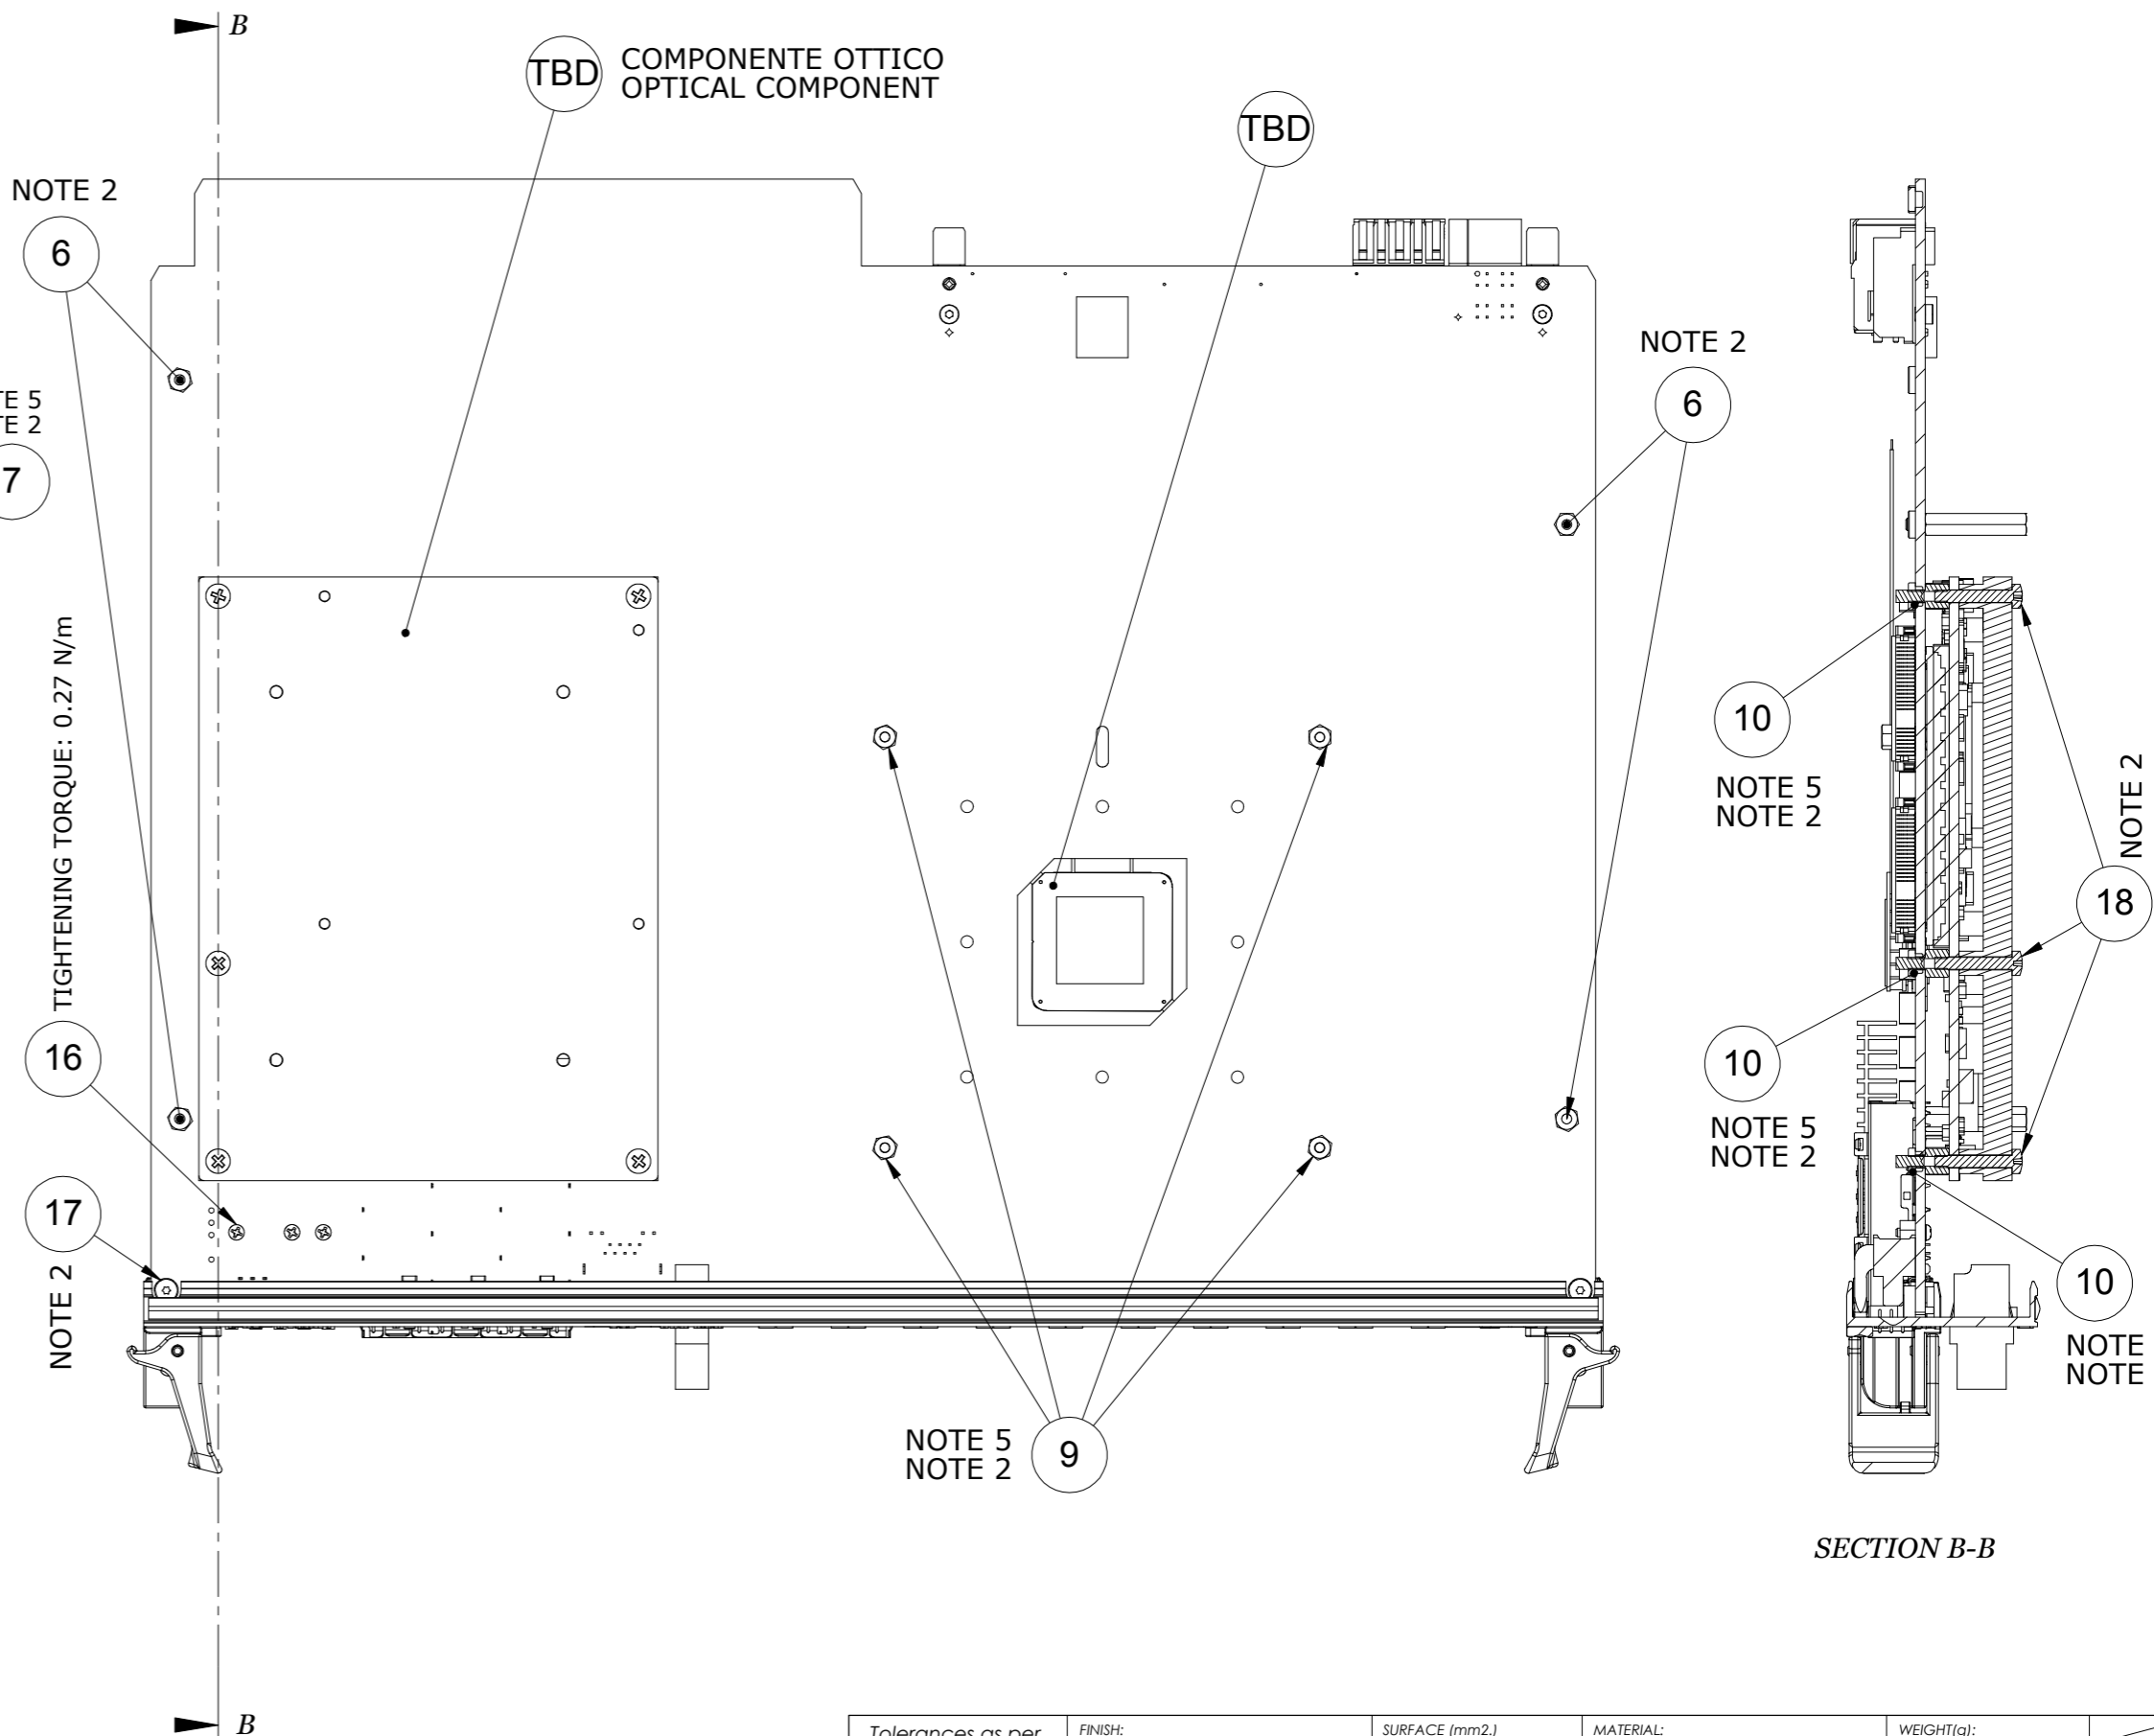 B
TBD
COMPONENTE OTTICO
OPTICAL COMPONENT
TBD
NOTE 2
6
NOTE 2
6
TE 5
TE 2
7
TIGHTENING TORQUE: 0.27 N/m
16
17
NOTE 2
10
NOTE 5
NOTE 2
NOTE 2
18
10
NOTE 5
NOTE 2
10
NOTE
NOTE
NOTE 5
NOTE 2
9
SECTION B-B
B
Tolerances as per
FINISH:
SURFACE (mm2.)
MATERIAL:
WEIGHT(g):